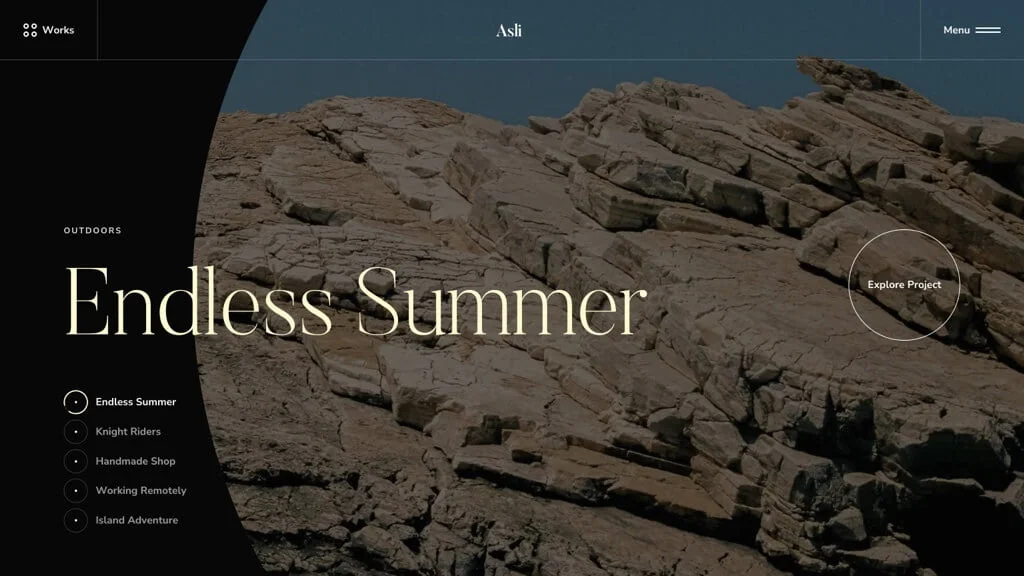 Works
Asli
Menu
OUTDOORS
Endless Summer
Explore Project
Endless Summer
Knight Riders
Handmade Shop
Working Remotely
Island Adventure